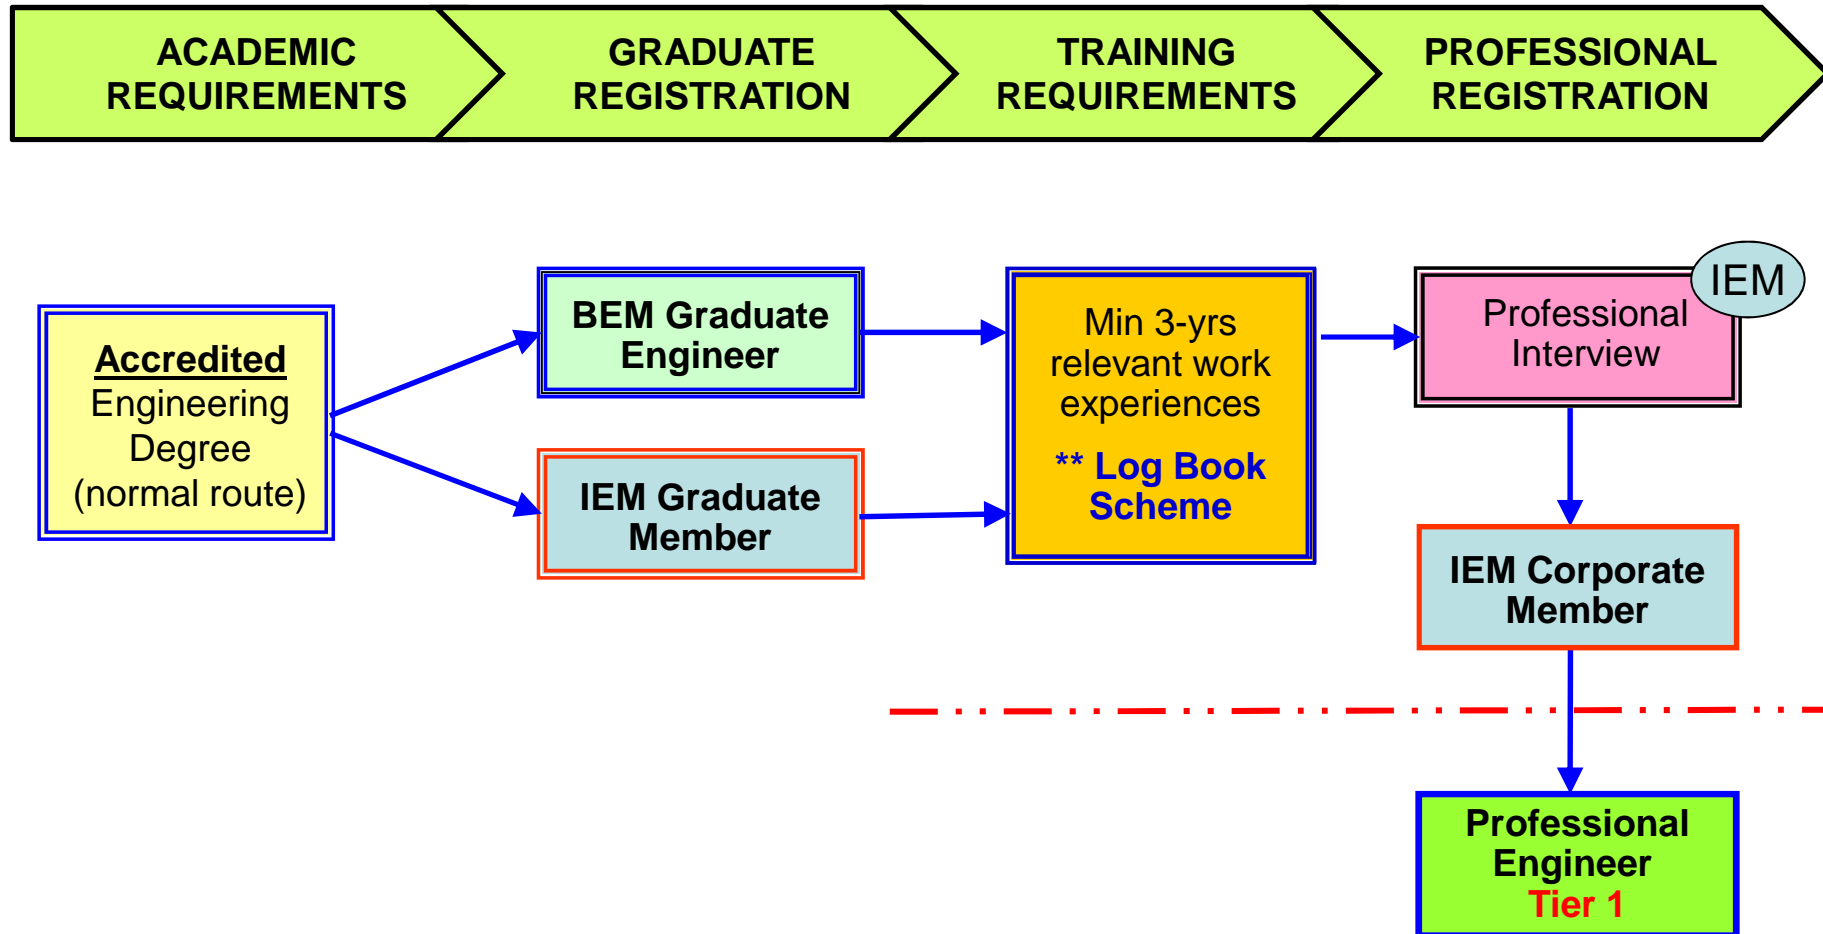 ACADEMIC
REQUIREMENTS
GRADUATE
REGISTRATION
TRAINING
REQUIREMENTS
PROFESSIONAL
REGISTRATION
Accredited
Engineering
Degree
(normal route)
BEM Graduate
Engineer
IEM Graduate
Member
Min 3-yrs
relevant work
experiences
** Log Book
Scheme
IEM
Professional
Interview
IEM Corporate
Member
Professional
Engineer
Tier 1